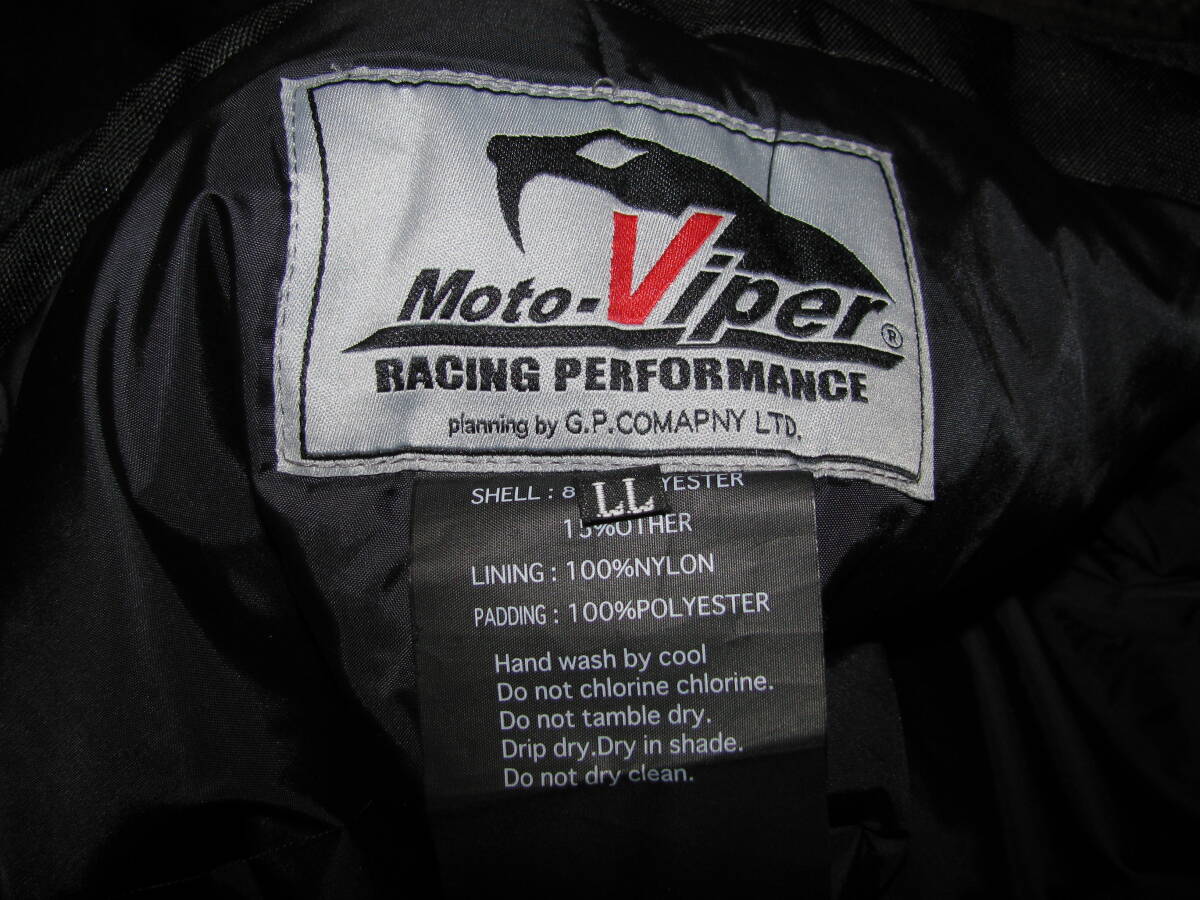 Moto-Viper®
RACING PERFORMANCE
planning by G.P.COMAPNY LTD.
LL
SHELL : 8 YESTER
15%OTHER
LINING : 100%NYLON
PADDING : 100%POLYESTER
Hand wash by cool
Do not chlorine chlorine.
Do not tamble dry.
Drip dry.Dry in shade.
Do not dry clean.